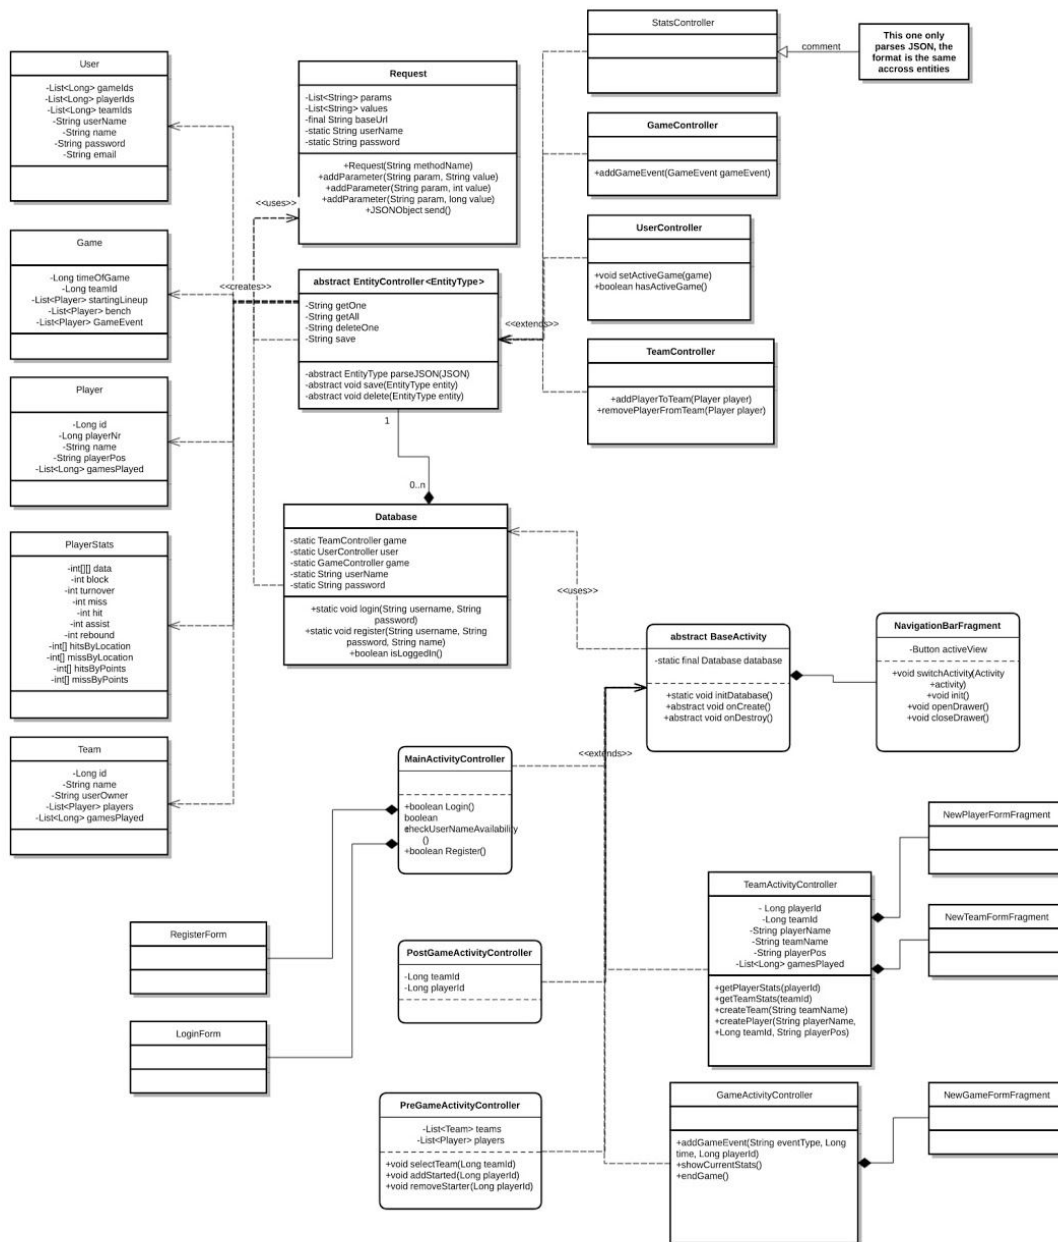 StatsController
comment
This one only
parses JSON, the
format is the same
accross entities
User
-List<Long> gameIds
-List<Long> playerIds
-List<Long> teamIds
-String userName
-String name
-String password
-String email
Request
-List<String> params
-List<String> values
-final String baseUrl
-static String userName
-static String password
+Request(String methodName)
+addParameter(String param, String value)
+addParameter(String param, int value)
+addParameter(String param, long value)
+JSONObject send()
<<uses>>
GameController
+addGameEvent(GameEvent gameEvent)
UserController
+void setActiveGame(game)
+boolean hasActiveGame()
Game
-Long timeOfGame
-Long teamId
-List<Player> startingLineup
-List<Player> bench
-List<Player> GameEvent
<<creates>>
abstract EntityController<EntityType>
-String getOne
-String getAll
-String deleteOne
-String save
-abstract EntityType parseJSON(JSON)
-abstract void save(EntityType entity)
-abstract void delete(EntityType entity)
<<extends>>
TeamController
+addPlayerToTeam(Player player)
+removePlayerFromTeam(Player player)
Player
-Long id
-Long playerNr
-String name
-String playerPos
-List<Long> gamesPlayed
1
0..n
Database
-static TeamController game
-static UserController user
-static GameController game
-static String userName
-static String password
+static void login(String username, String
password)
+static void register(String username, String
password, String name)
+boolean isLoggedIn()
PlayerStats
-int[][] data
-int block
-int turnover
-int miss
-int hit
-int assist
-int rebound
-int[] hitsByLocation
-int[] missByLocation
-int[] hitsByPoints
-int[] missByPoints
<<uses>>
abstract BaseActivity
-static final Database database
+static void initDatabase()
+abstract void onCreate()
+abstract void onDestroy()
NavigationBarFragment
-Button activeView
+void switchActivity(Activity
+activity)
+void init()
+void openDrawer()
+void closeDrawer()
Team
-Long id
-String name
-String userOwner
-List<Player> players
-List<Long> gamesPlayed
<<extends>>
MainActivityController
+boolean Login()
boolean
+checkUserNameAvailability
()
+boolean Register()
NewPlayerFormFragment
TeamActivityController
- Long playerId
-Long teamId
-String playerName
-String teamName
-String playerPos
-List<Long> gamesPlayed
+getPlayerStats(playerId)
+getTeamStats(teamId)
+createTeam(String teamName)
+createPlayer(String playerName,
+Long teamId, String playerPos)
NewTeamFormFragment
RegisterForm
PostGameActivityController
-Long teamId
-Long playerId
LoginForm
PreGameActivityController
-List<Team> teams
-List<Player> players
+void selectTeam(Long teamId)
+void addStarted(Long playerId)
+void removeStarter(Long playerId)
GameActivityController
+addGameEvent(String eventType, Long
time, Long playerId)
+showCurrentStats()
+endGame()
NewGameFormFragment